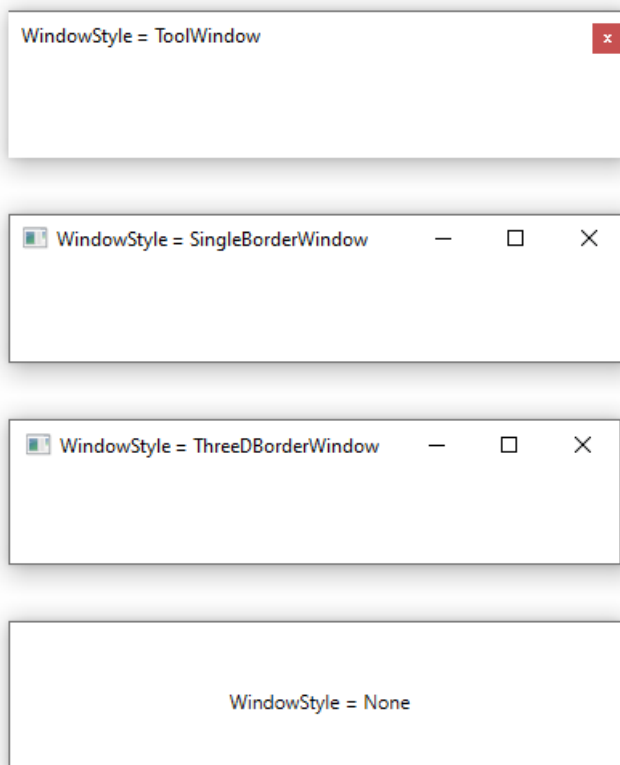 WindowStyle = ToolWindow
x
WindowStyle = SingleBorderWindow
WindowStyle = ThreeDBorderWindow
WindowStyle = None